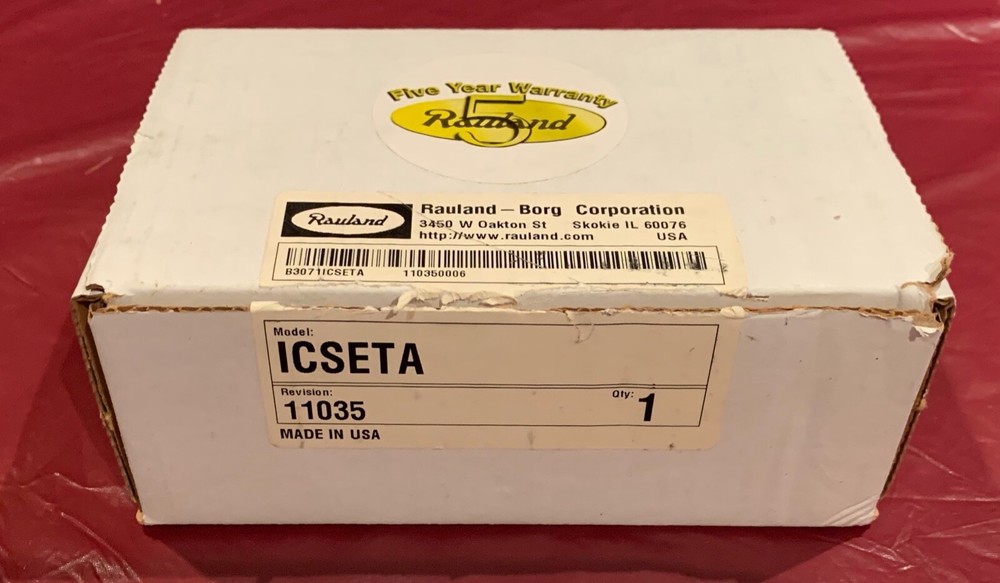 Five Year Warranty
5
Rauland
Rauland
Rauland-Borg Corporation
3450 W Oakton St Skokie IL 60076
http://www.rauland.com USA
B3071ICSETA 110350006
Model:
ICSETA
Revision:
11035
Qty: 1
MADE IN USA